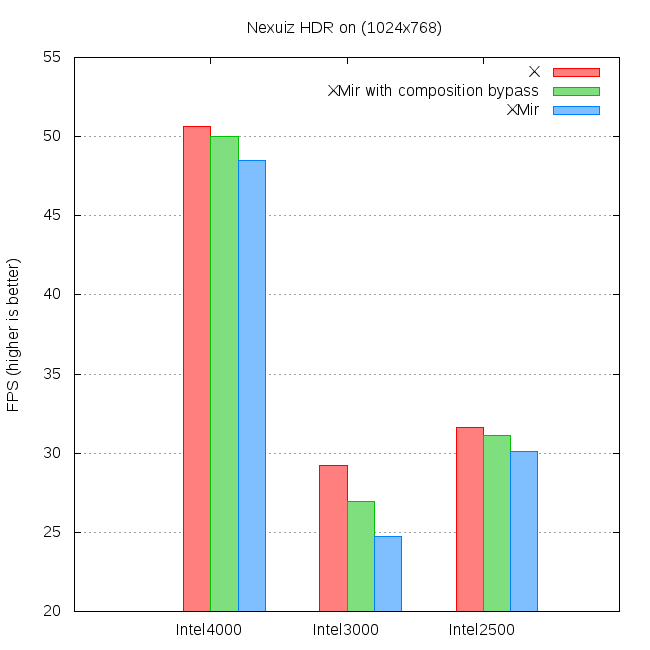 Nexuiz HDR on (1024x768)
X
XMir with composition bypass
XMir
FPS (higher is better)
55
50
45
40
35
30
25
20
Intel4000 Intel3000 Intel2500